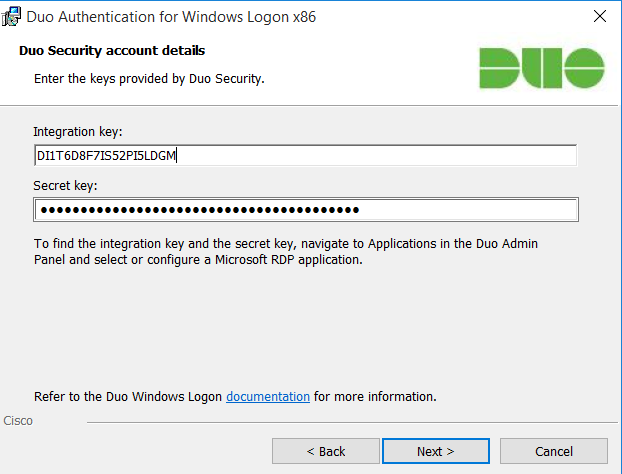 Duo Authentication for Windows Logon x86
Duo Security account details
Enter the keys provided by Duo Security.
DUO
Integration key:
DI1T6D8F7IS52PI5LDGM
Secret key:
●●●●●●●●●●●●●●●●●●●●●●●●●●●●●●●●●●●●●●●●
To find the integration key and the secret key, navigate to Applications in the Duo Admin
Panel and select or configure a Microsoft RDP application.
Refer to the Duo Windows Logon documentation for more information.
Cisco
< Back
Next >
Cancel